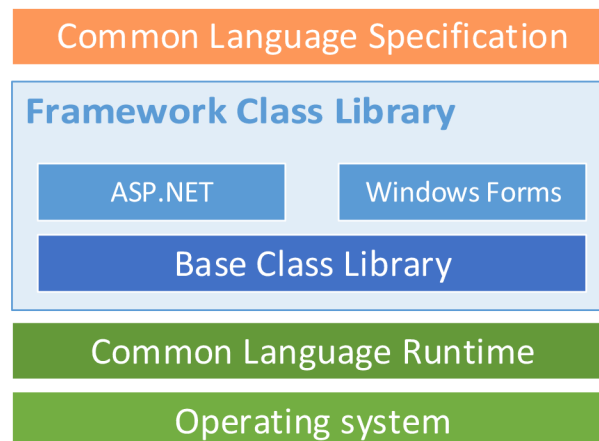 Common Language Specification
Framework Class Library
ASP.NET
Windows Forms
Base Class Library
Common Language Runtime
Operating system